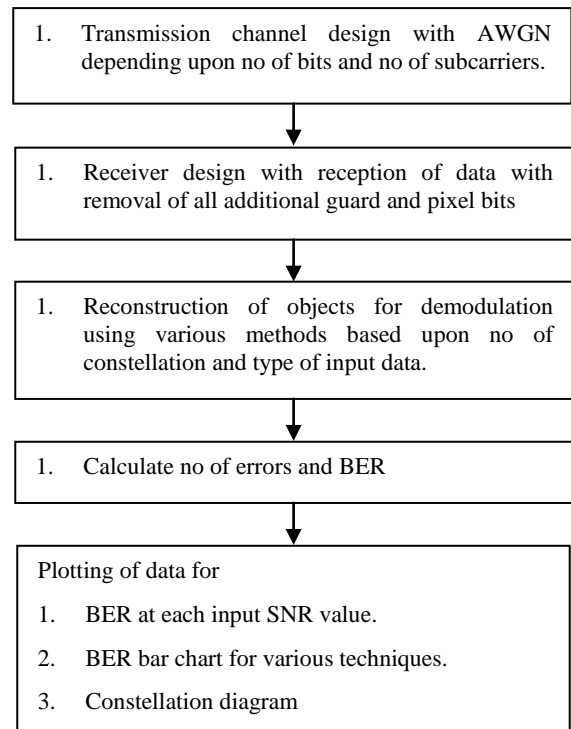 1. Transmission channel design with AWGN
depending upon no of bits and no of subcarriers.
1. Receiver design with reception of data with
removal of all additional guard and pixel bits
1. Reconstruction of objects for demodulation
using various methods based upon no of
constellation and type of input data.
1. Calculate no of errors and BER
Plotting of data for
1. BER at each input SNR value.
2. BER bar chart for various techniques.
3. Constellation diagram